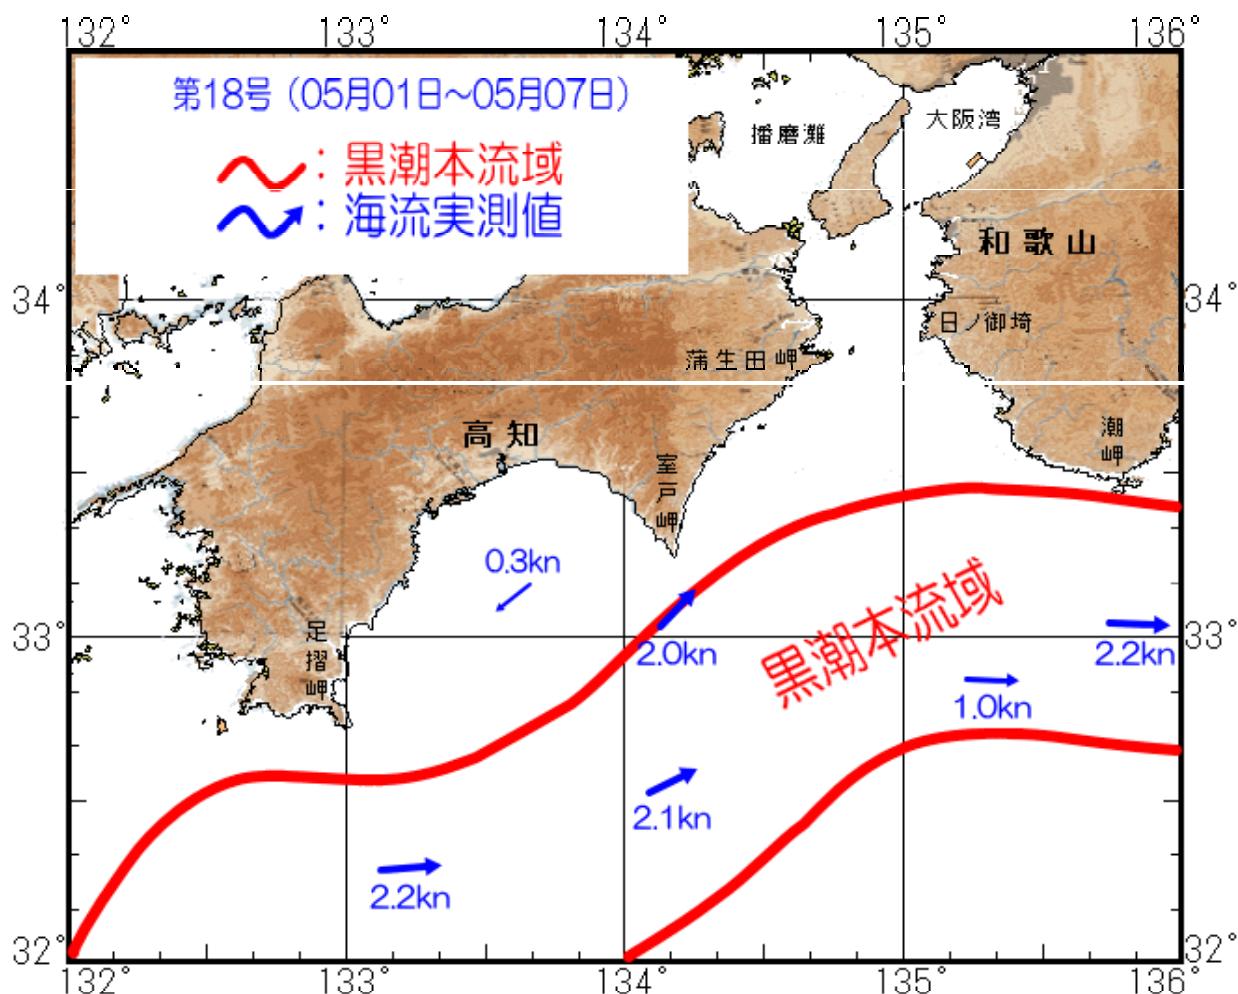 132° 133° 134° 135° 136°
第18号（05月01日～05月07日）
：黒潮本流域
：海流実測値
播磨灘
大阪湾
和歌山
34° 34°
日ノ御埼
蒲生田岬
高知
潮岬
室戸岬
0.3kn
黒潮本流域
33° 33°
足摺岬
2.0kn
2.2kn
1.0kn
2.1kn
2.2kn
32° 32°
132° 133° 134° 135° 136°